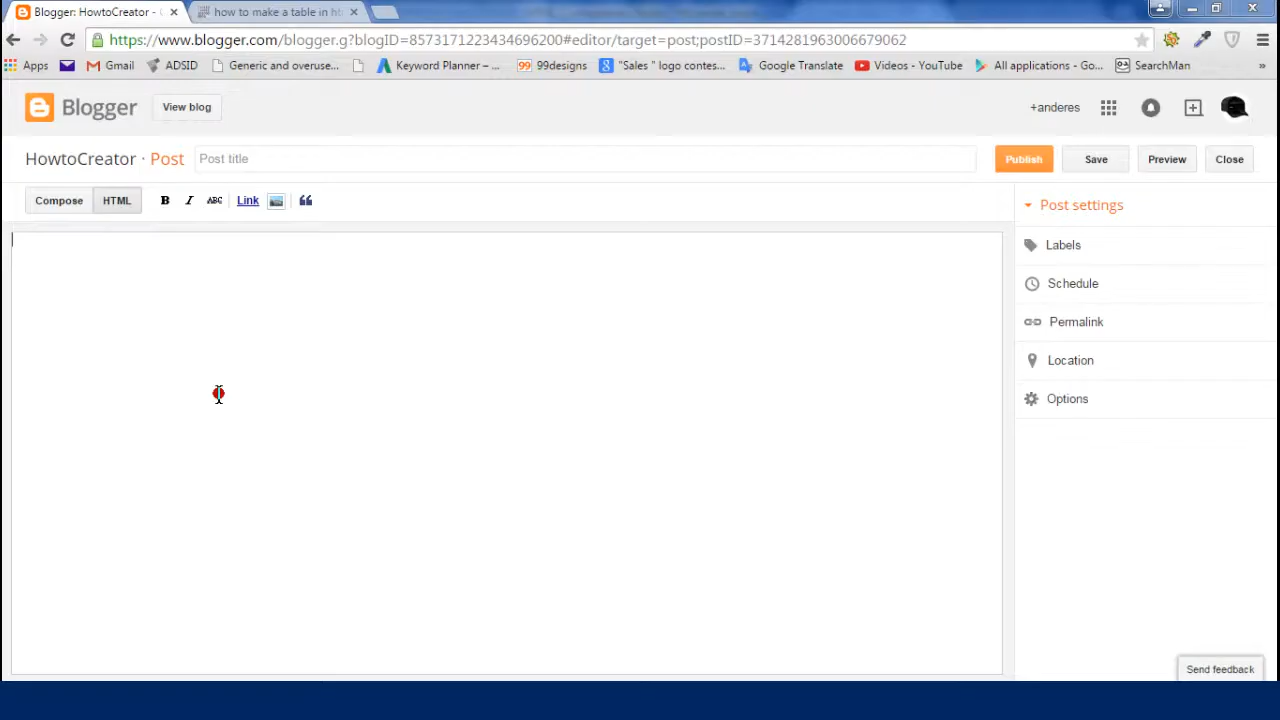 Blogger: HowtoCreator - (
how to make a table in ht
https://www.blogger.com/blogger.g?blogID=8573171223434696200#editor/target=post;postID=3714281963006679062
Apps Gmail ADSID Generic and overuse... Keyword Planner – ... 99 99designs 8 "Sales " logo contes... Google Translate Videos - YouTube All applications - Go... SearchMan »
Blogger View blog +anderes
HowtoCreator · Post Post title Publish Save Preview Close
Compose HTML B I ABC Link
Post settings
Labels
Schedule
Permalink
Location
Options
Send feedback